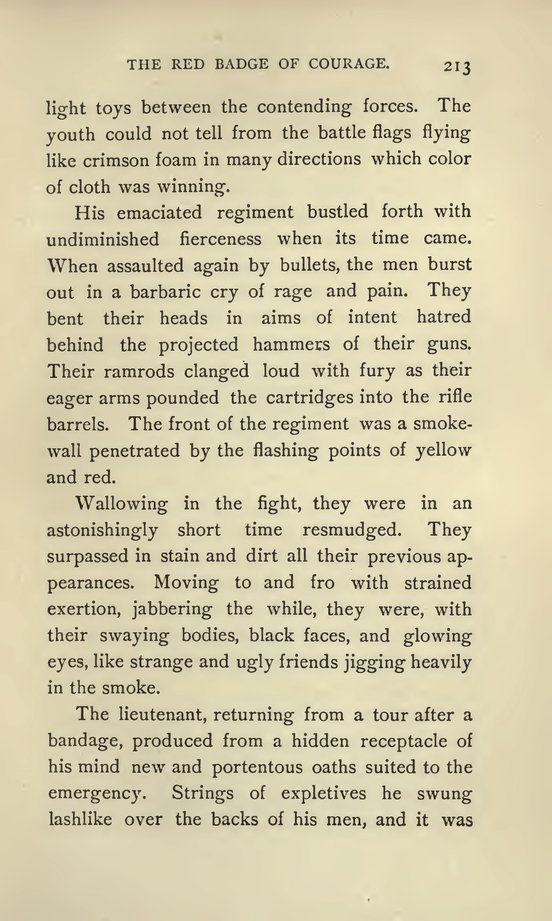 THE RED BADGE OF COURAGE. 213
light toys between the contending forces. The
youth could not tell from the battle flags flying
like crimson foam in many directions which color
of cloth was winning.
His emaciated regiment bustled forth with
undiminished fierceness when its time came.
When assaulted again by bullets, the men burst
out in a barbaric cry of rage and pain. They
bent their heads in aims of intent hatred
behind the projected hammers of their guns.
Their ramrods clanged loud with fury as their
eager arms pounded the cartridges into the rifle
barrels. The front of the regiment was a smoke-
wall penetrated by the flashing points of yellow
and red.
Wallowing in the fight, they were in an
astonishingly short time resmudged. They
surpassed in stain and dirt all their previous ap-
pearances. Moving to and fro with strained
exertion, jabbering the while, they were, with
their swaying bodies, black faces, and glowing
eyes, like strange and ugly friends jigging heavily
in the smoke.
The lieutenant, returning from a tour after a
bandage, produced from a hidden receptacle of
his mind new and portentous oaths suited to the
emergency. Strings of expletives he swung
lashlike over the backs of his men, and it was